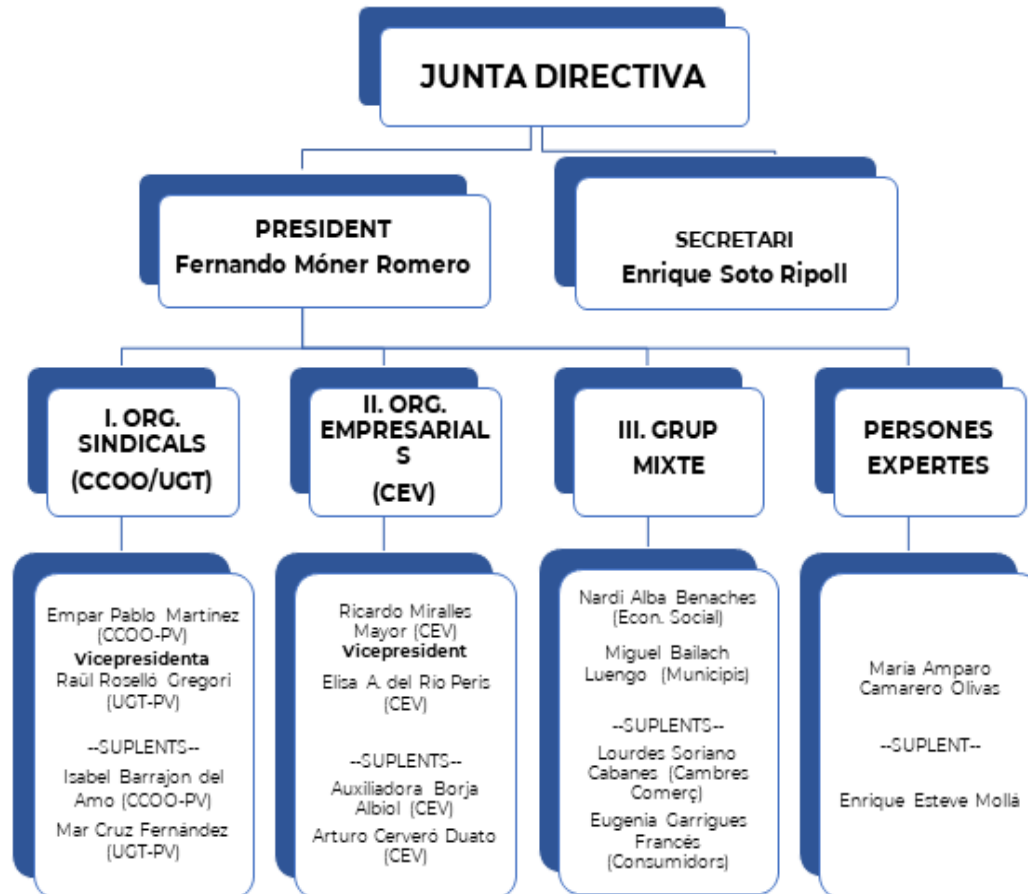 JUNTA DIRECTIVA
PRESIDENT
Fernando Móner Romero
SECRETARI
Enrique Soto Ripoll
I. ORG.
SINDICALS
(CCOO/UGT)
II. ORG.
EMPRESARIAL
S
(CEV)
III. GRUP
MIXTE
PERSONES
EXPERTES
Empar Pablo Martínez
(CCOO-PV)
Vicepresidenta
Raül Roselló Gregori
(UGT-PV)
--SUPLENTS--
Isabel Barrajon del
Amo (CCOO-PV)
Mar Cruz Fernández
(UGT-PV)
Ricardo Miralles
Mayor (CEV)
Vicepresident
Elisa A. del Río Peris
(CEV)
--SUPLENTS--
Auxiliadora Borja
Albiol (CEV)
Arturo Cerveró Duato
(CEV)
Nardi Alba Benaches
(Econ. Social)
Miguel Bailach
Luengo (Municipis)
--SUPLENTS--
Lourdes Soriano
Cabanes (Cambres
Comerç)
Eugenia Garrigues
Francés
(Consumidors)
María Amparo
Camarero Olivas
--SUPLENT--
Enrique Esteve Mollá